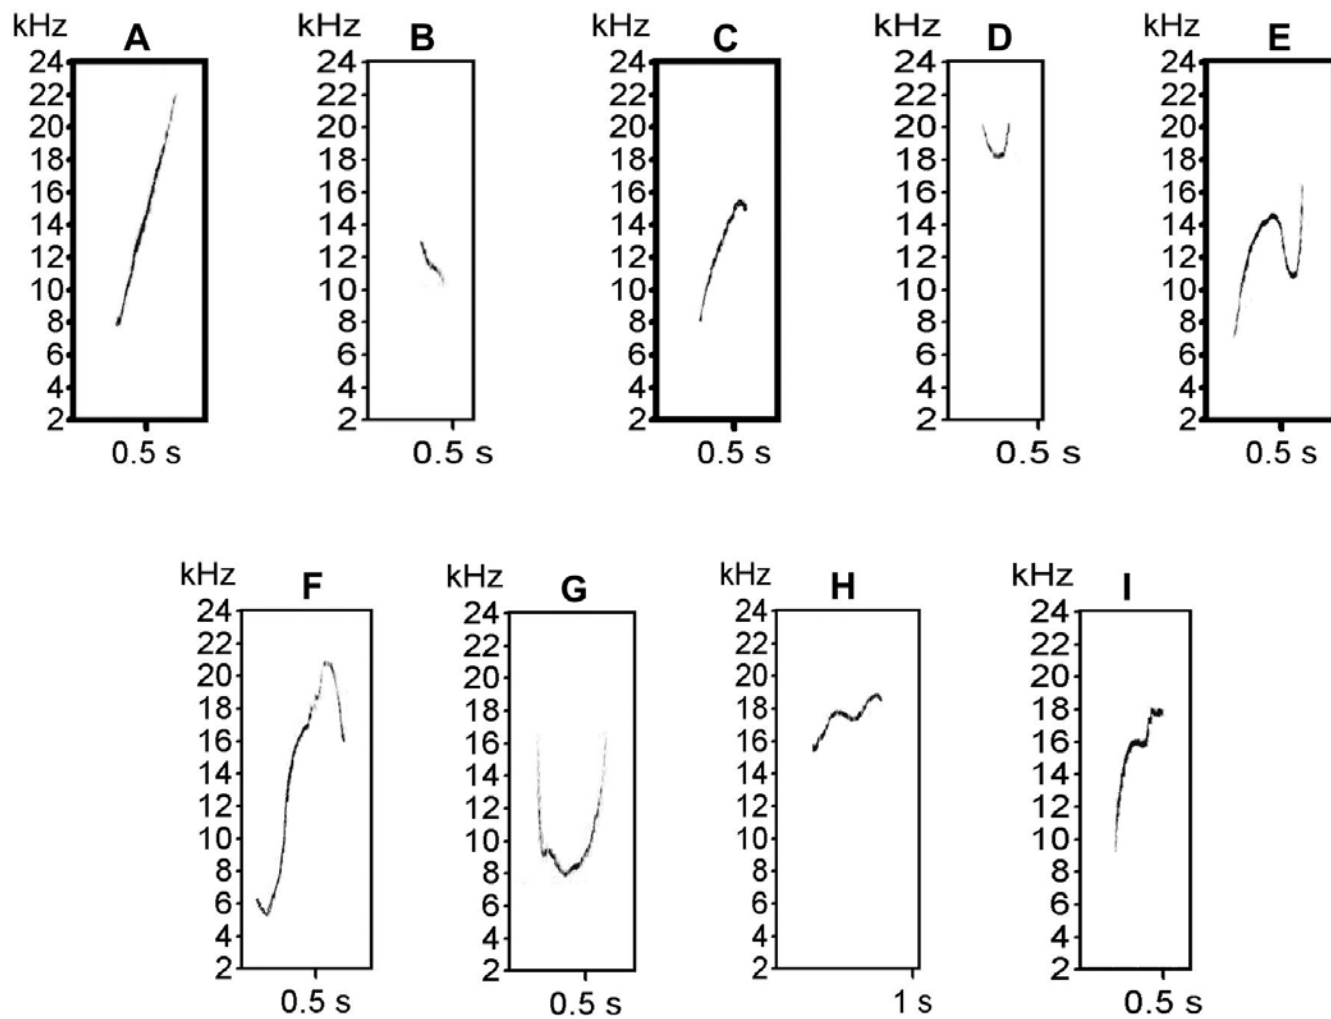 kHz A kHz B kHz C kHz D kHz E
24 24 24 24 24
22 22 22 22 22
20 20 20 20 20
18 18 18 18 18
16 16 16 16 16
14 14 14 14 14
12 12 12 12 12
10 10 10 10 10
8 8 8 8 8
6 6 6 6 6
4 4 4 4 4
2 2 2 2 2
0.5 s 0.5 s 0.5 s 0.5 s 0.5 s
kHz F kHz G kHz H kHz I
24 24 24 24
22 22 22 22
20 20 20 20
18 18 18 18
16 16 16 16
14 14 14 14
12 12 12 12
10 10 10 10
8 8 8 8
6 6 6 6
4 4 4 4
2 2 2 2
0.5 s 0.5 s 1 s 0.5 s